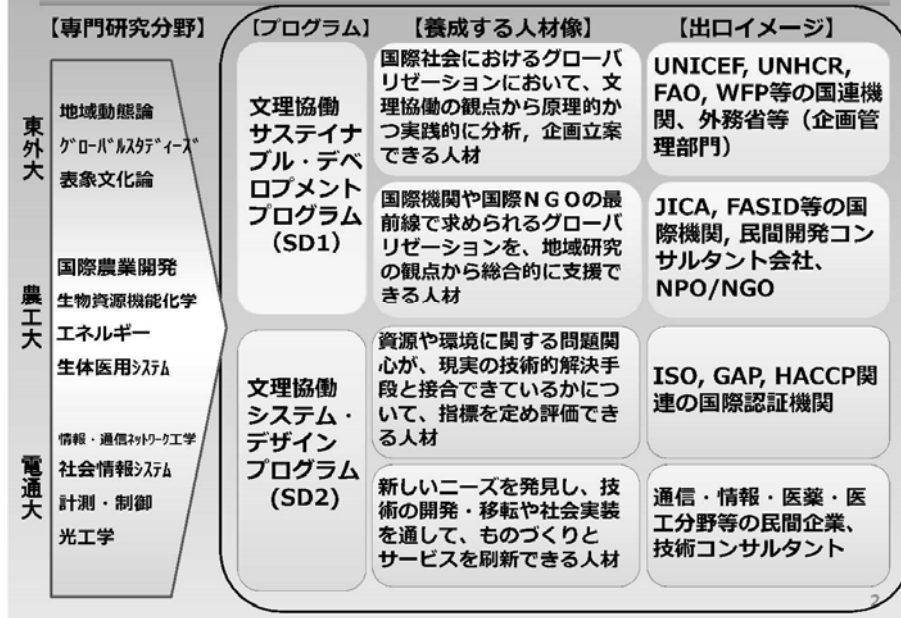 【専門研究分野】
【プログラム】
【養成する人材像】
【出口イメージ】
東外大
地域動態論
グローバルスタディーズ
表象文化論
農工大
国際農業開発
生物資源機能化学
エネルギー
生体医用システム
電通大
情報・通信ネットワーク工学
社会情報システム
計測・制御
光工学
文理協働
サステイナ
ブル・デベ
ロプメント
プログラム
（SD1）
国際社会におけるグローバ
リゼーションにおいて、文
理協働の観点から原理的か
つ実践的に分析，企画立案
できる人材
UNICEF, UNHCR,
FAO, WFP等の国連機
関、外務省等（企画管
理部門）
国際機関や国際ＮＧＯの最
前線で求められるグローバ
リゼーションを、地域研究
の観点から総合的に支援で
きる人材
JICA, FASID等の国
際機関, 民間開発コン
サルタント会社、
NPO/NGO
文理協働
システム・
デザイン
プログラム
(SD2)
資源や環境に関する問題関
心が、現実の技術的解決手
段と接合できているかにつ
いて、指標を定め評価でき
る人材
ISO, GAP, HACCP関
連の国際認証機関
新しいニーズを発見し、技
術の開発・移転や社会実装
を通して、ものづくりと
サービスを刷新できる人材
通信・情報・医薬・医
工分野等の民間企業、
技術コンサルタント
2